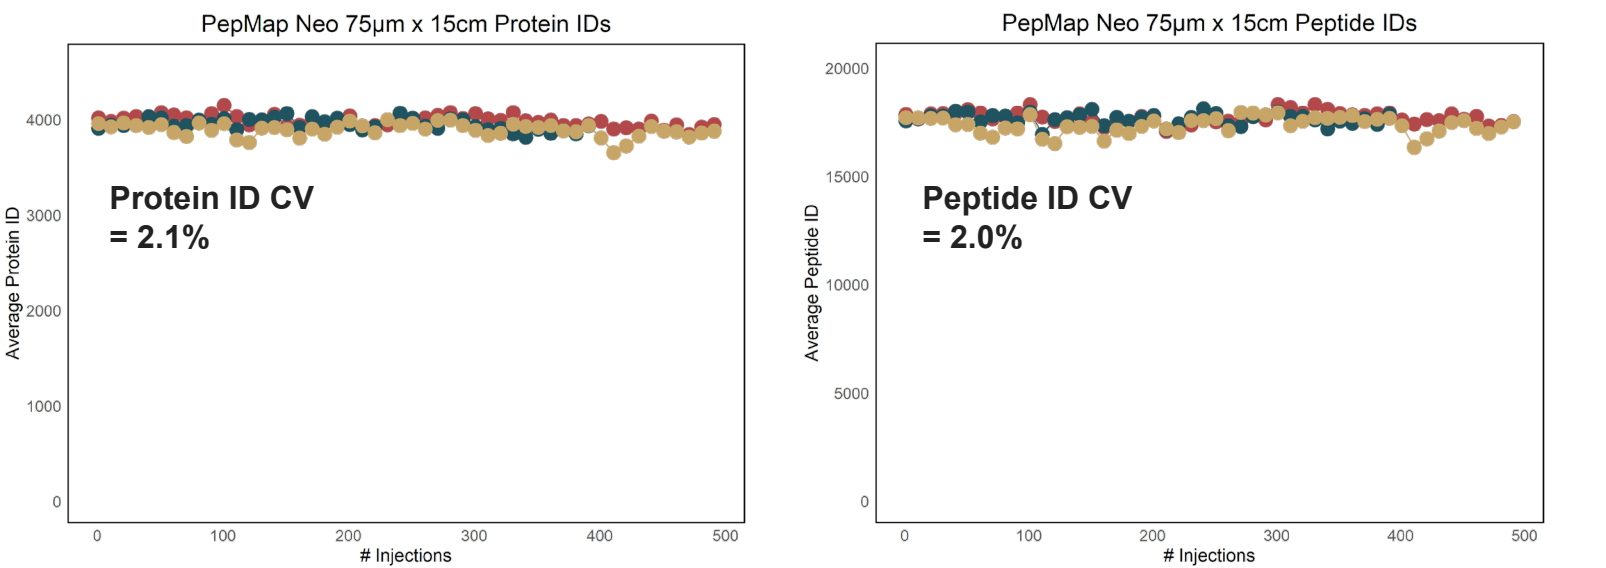 PepMap Neo 75µm x 15cm Protein IDs
Average Protein ID
4000
3000
2000
1000
0
Protein ID CV
= 2.1%
0 100 200 300 400 500
# Injections
PepMap Neo 75µm x 15cm Peptide IDs
Average Peptide ID
20000
15000
10000
5000
0
Peptide ID CV
= 2.0%
0 100 200 300 400 500
# Injections